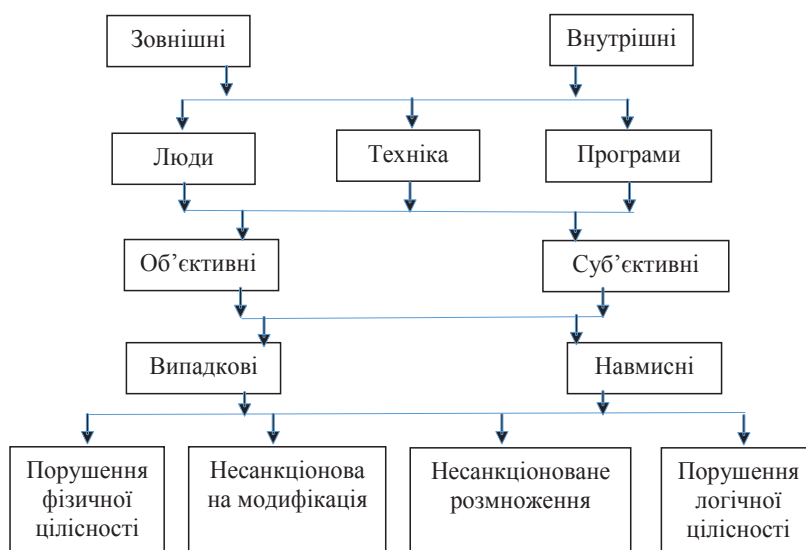 Зовнішні
Внутрішні
Люди
Техніка
Програми
Об’єктивні
Суб’єктивні
Випадкові
Навмисні
Порушення
фізичної
цілісності
Несанкціонова
на модифікація
Несанкціоноване
розмноження
Порушення
логічної
цілісності